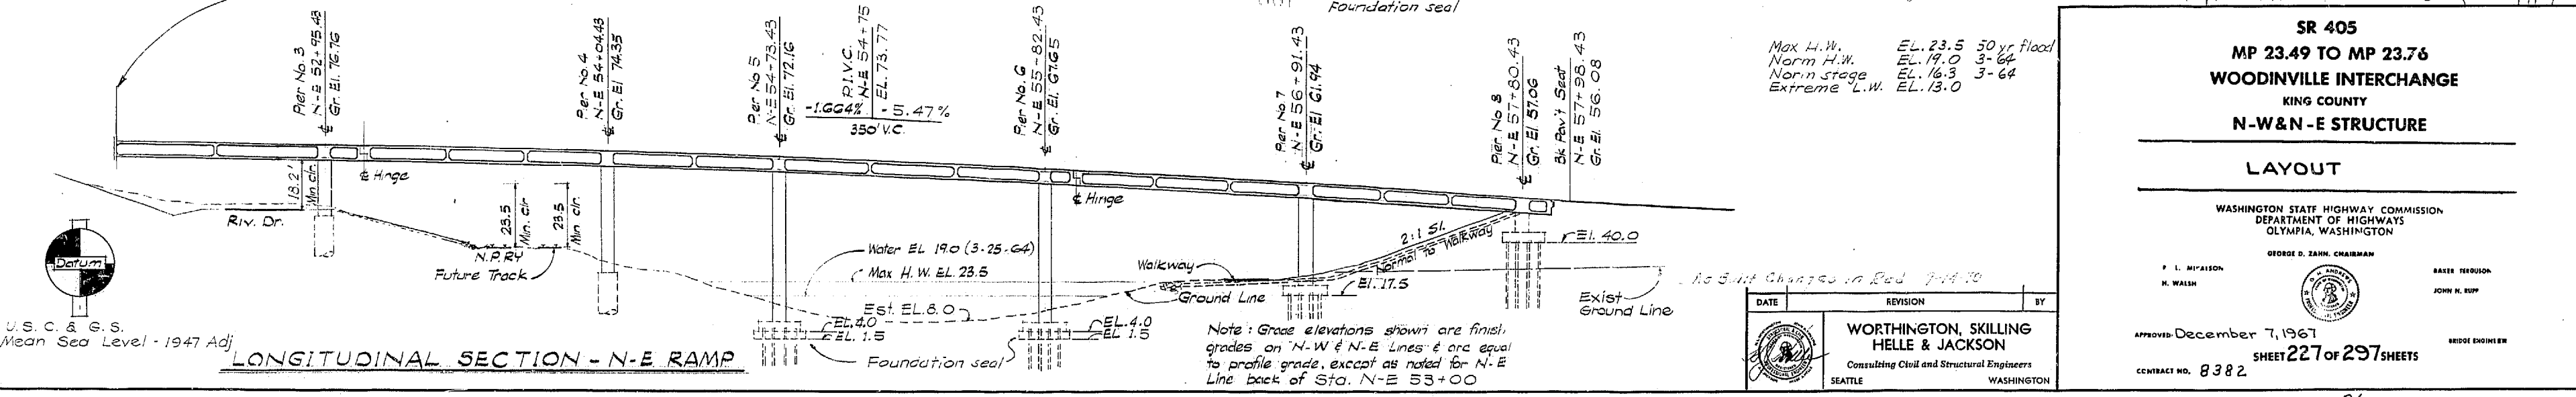 Foundation seal
Pier No. 3
N-E 52+95.43
Gr. El. 76.76
Pier No. 4
N-E 54+04.43
Gr. El 74.35
Pier No 5
N-E 54+73.43
Gr. El. 72.16
P.I.V.C.
N-E 54+75
EL. 73.77
-1.664% -5.47%
350' V.C.
Pier No. 6
N-E 55-82.43
Gr. El. 67.65
Pier No. 7
N-E 56+91.43
Gr. El 61.94
Pier No 8
N-E 57+80.43
Gr. El 57.06
Bk Pav't Seat
N-E 57+98.43
Gr. El. 56.08
Max H.W. EL. 23.5 50 yr flood
Norm H.W. EL. 19.0 3-64
Norm stage EL. 16.3 3-64
Extreme L.W. EL. 13.0
18.2'
Min. clr.
℄ Hinge
℄ Hinge
Riv. Dr.
23.5
Min. clr
23.5
Min. clr.
N.P. RY
Future Track
Water EL 19.0 (3-25-64)
Max H.W. EL. 23.5
Est. EL. 8.0
Walkway
Ground Line
2:1 Sl.
Normal to Walkway
El. 40.0
El. 17.5
Exist
Ground Line
EL. 4.0
EL. 1.5
EL. 4.0
EL 1.5
Foundation seal
Datum
U.S.C. & G.S.
Mean Sea Level - 1947 Adj
LONGITUDINAL SECTION - N-E RAMP
Note: Grade elevations shown are finish
grades on N-W & N-E Lines & are equal
to profile grade, except as noted for N-E
Line back of Sta. N-E 53+00
As Built Changes in Red
DATE REVISION BY
WORTHINGTON, SKILLING
HELLE & JACKSON
Consulting Civil and Structural Engineers
SEATTLE WASHINGTON
SR 405
MP 23.49 TO MP 23.76
WOODINVILLE INTERCHANGE
KING COUNTY
N-W&N-E STRUCTURE
LAYOUT
WASHINGTON STATE HIGHWAY COMMISSION
DEPARTMENT OF HIGHWAYS
OLYMPIA, WASHINGTON
GEORGE D. ZAHN, CHAIRMAN
H. WALSH
BAKER FERGUSON
JOHN N. RUPP
APPROVED December 7, 1967
BRIDGE ENGINEER
SHEET 227 OF 297 SHEETS
CONTRACT NO. 8382